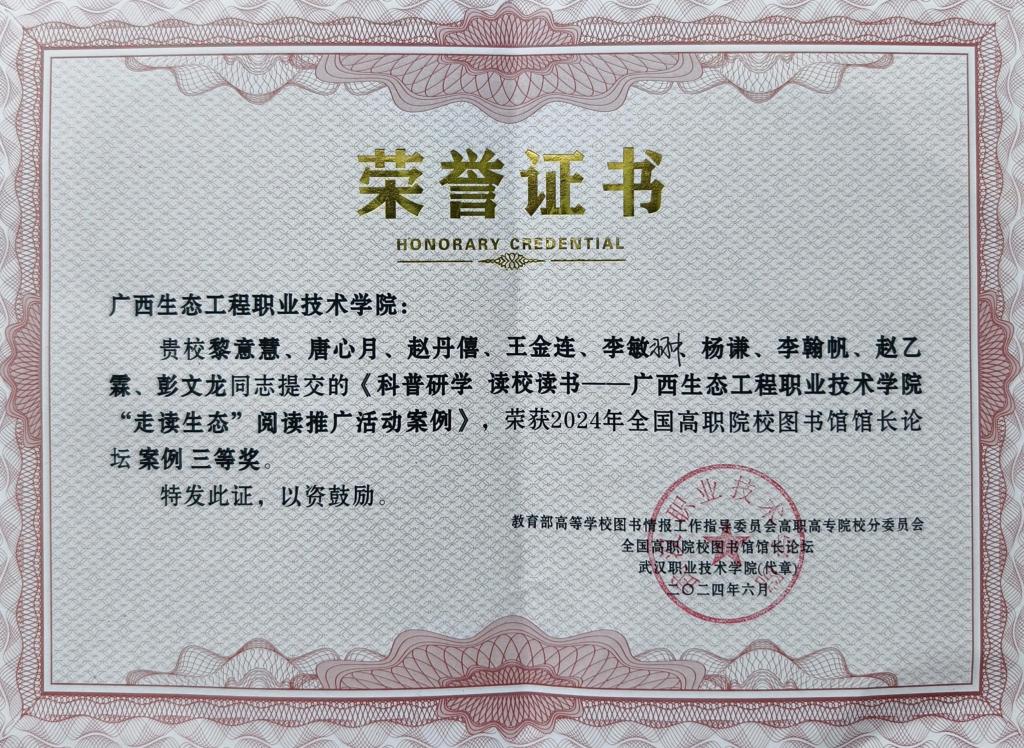 荣誉证书
HONORARY CREDENTIAL
广西生态工程职业技术学院：
贵校黎意慧、唐心月、赵丹僖、王金连、李敏、杨谦、李翰帆、赵乙
霖、彭文龙同志提交的《科普研学 读校读书——广西生态工程职业技术学院
“走读生态”阅读推广活动案例》，荣获2024年全国高职院校图书馆馆长论
坛 案例 三等奖。
特发此证，以资鼓励。
教育部高等学校图书情报工作指导委员会高职高专院校分委员会
全国高职院校图书馆馆长论坛
武汉职业技术学院(代章)
二〇二四年六月
武汉职业技术学院